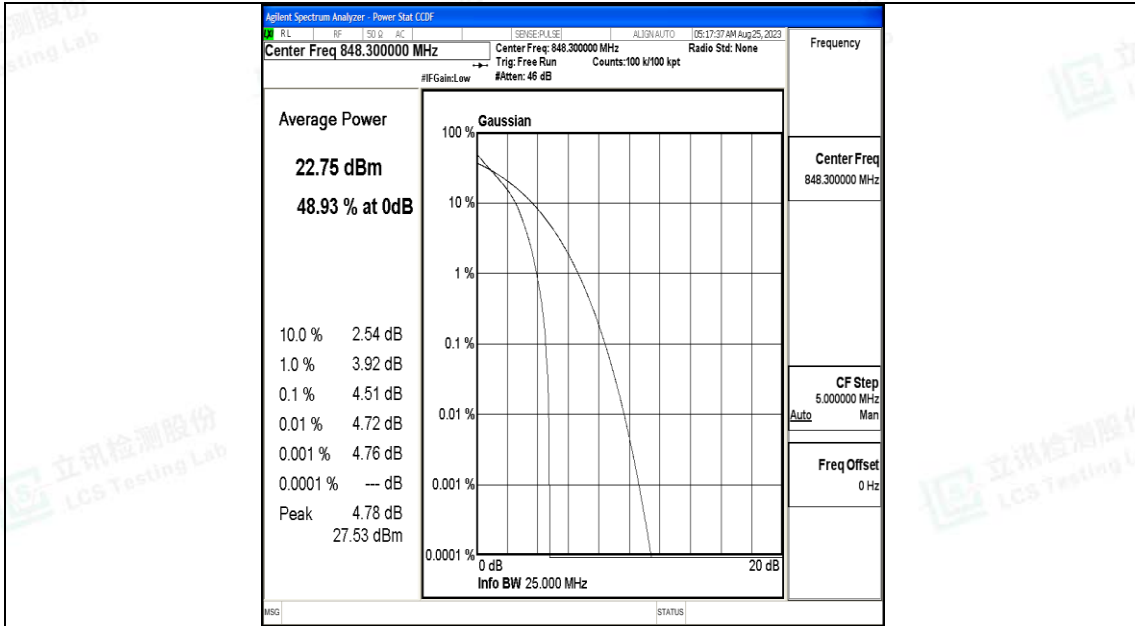 Agilent Spectrum Analyzer - Power Stat CCDF
RL RF 50 Ω AC SENSE:PULSE ALIGN AUTO 05:17:37 AM Aug 25, 2023
Center Freq 848.300000 MHz
Center Freq: 848.300000 MHz Radio Std: None
Trig: Free Run Counts:100 k/100 kpt
#IFGain:Low #Atten: 46 dB
Frequency
Average Power
22.75 dBm
48.93 % at 0dB
10.0 % 2.54 dB
1.0 % 3.92 dB
0.1 % 4.51 dB
0.01 % 4.72 dB
0.001 % 4.76 dB
0.0001 % --- dB
Peak 4.78 dB
27.53 dBm
Gaussian
100 %
10 %
1 %
0.1 %
0.01 %
0.001 %
0.0001 %
0 dB 20 dB
Info BW 25.000 MHz
Center Freq
848.300000 MHz
CF Step
5.000000 MHz
Auto Man
Freq Offset
0 Hz
MSG STATUS
立讯检测股份
LCS Testing Lab
立讯检测股份
LCS Testing L